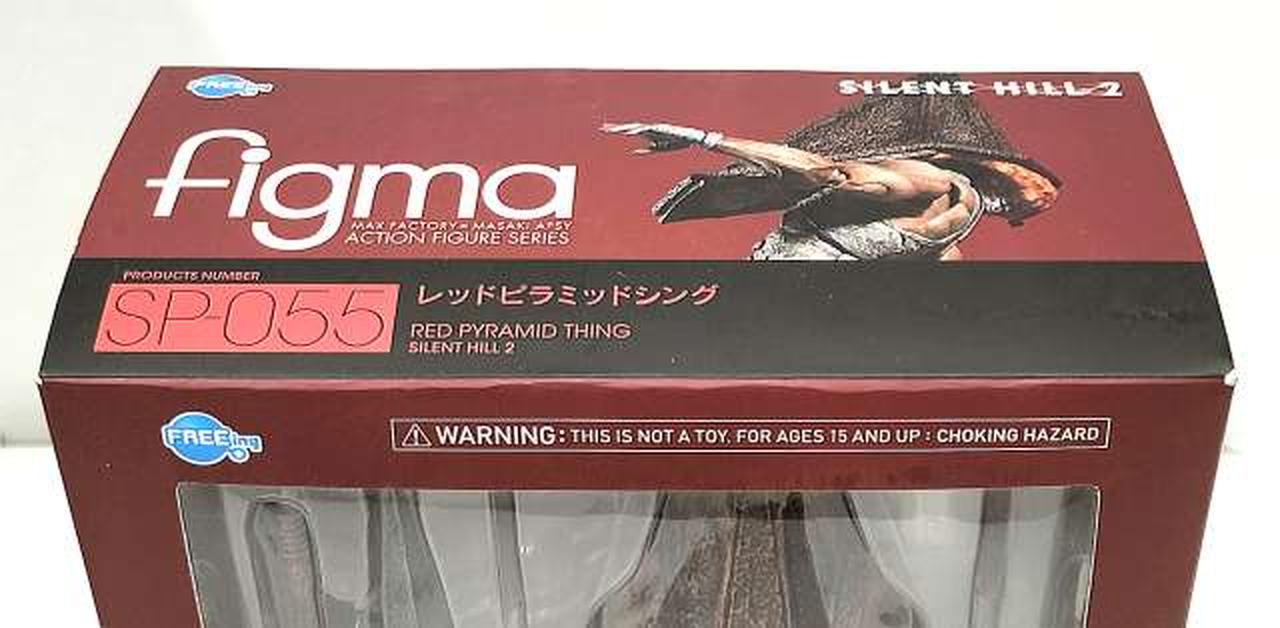 FREEing
SILENT HILL 2
figma
MAX FACTORY × MASAKI APSY
ACTION FIGURE SERIES
PRODUCTS NUMBER
SP-055
レッドピラミッドシング
RED PYRAMID THING
SILENT HILL 2
FREEing
⚠ WARNING: THIS IS NOT A TOY. FOR AGES 15 AND UP : CHOKING HAZARD